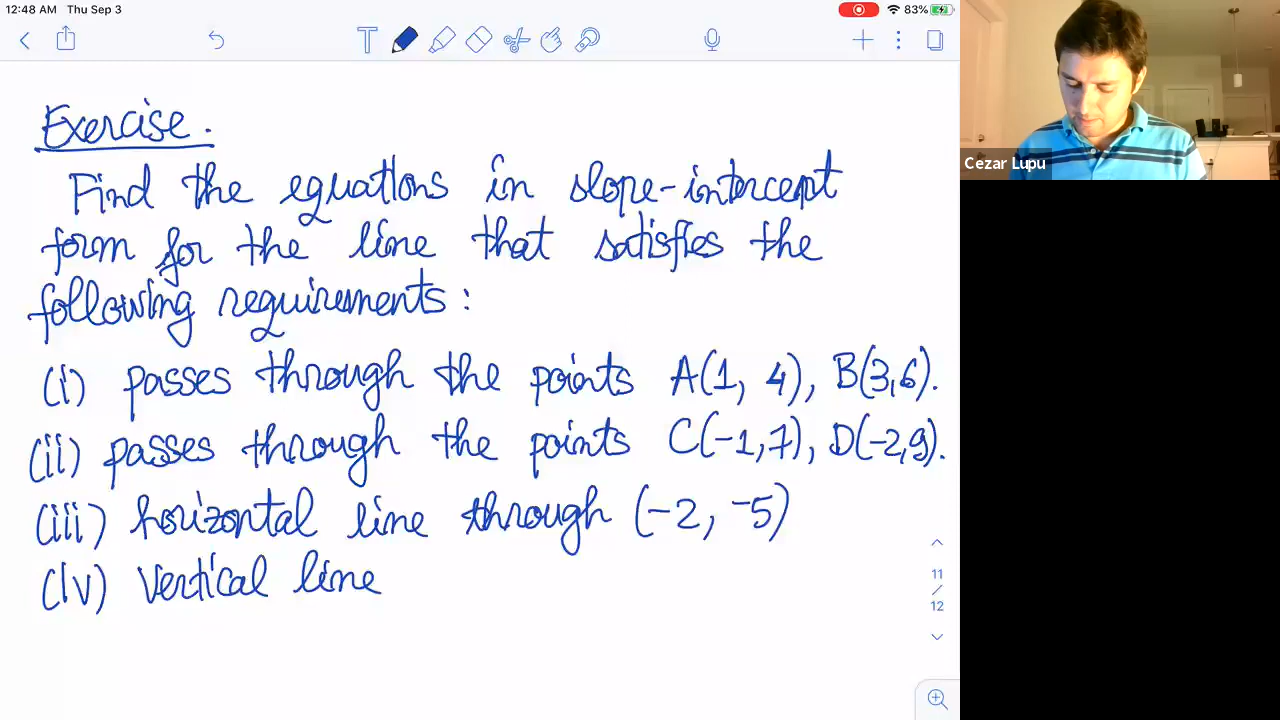 12:48 AM Thu Sep 3
83%
Exercise.
Find the equations in slope-intercept
form for the line that satisfies the
following requirements:
(i) passes through the points A(1, 4), B(3,6).
(ii) passes through the points C(-1,7), D(-2,9).
(iii) horizontal line through (-2, -5)
(iv) vertical line
11
/
12
Cezar Lupu